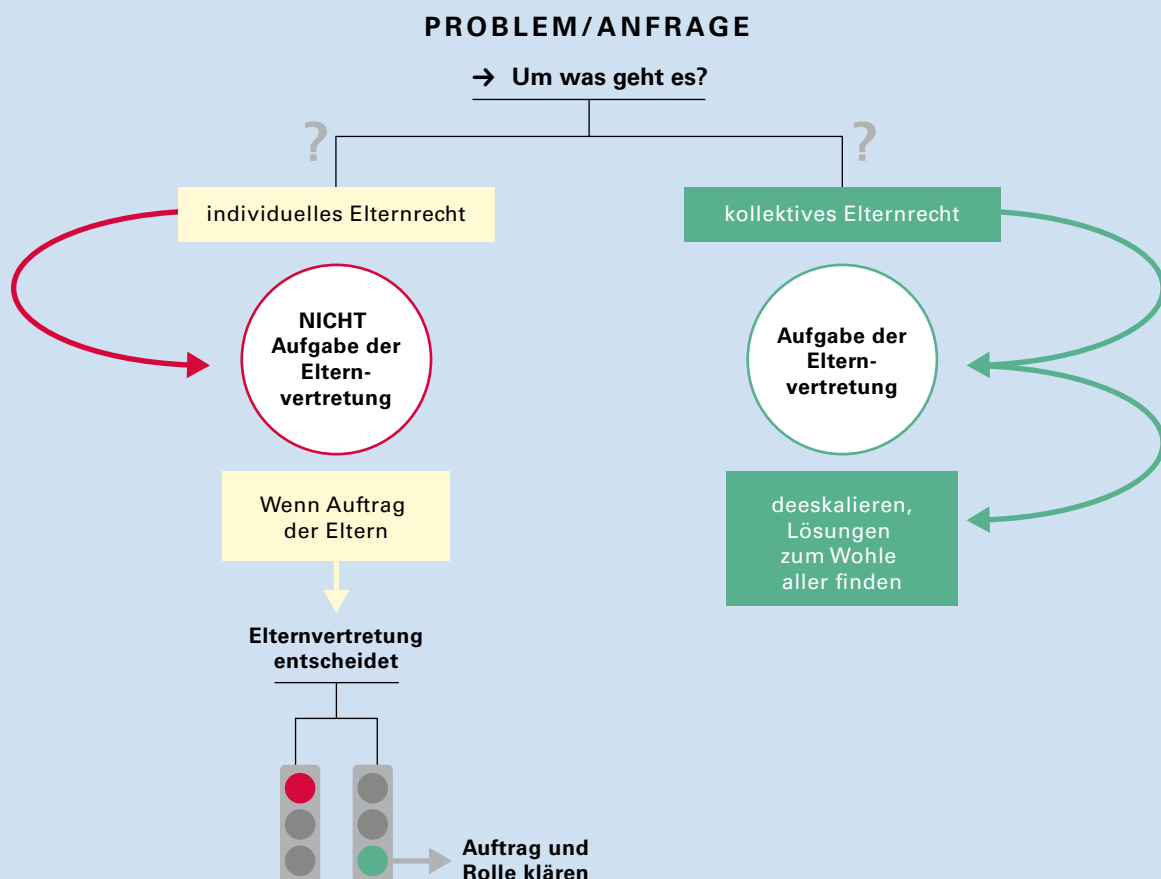 PROBLEM/ANFRAGE
→ Um was geht es?
?
?
individuelles Elternrecht
kollektives Elternrecht
NICHT
Aufgabe der
Eltern-
vertretung
Aufgabe der
Eltern-
vertretung
Wenn Auftrag
der Eltern
deeskalieren,
Lösungen
zum Wohle
aller finden
Elternvertretung
entscheidet
Auftrag und
Rolle klären